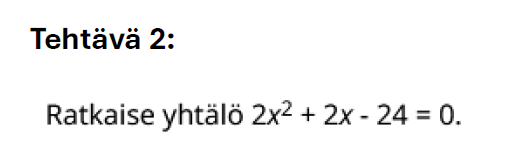 Tehtävä 2:
Ratkaise yhtälö 2x² + 2x - 24 = 0.